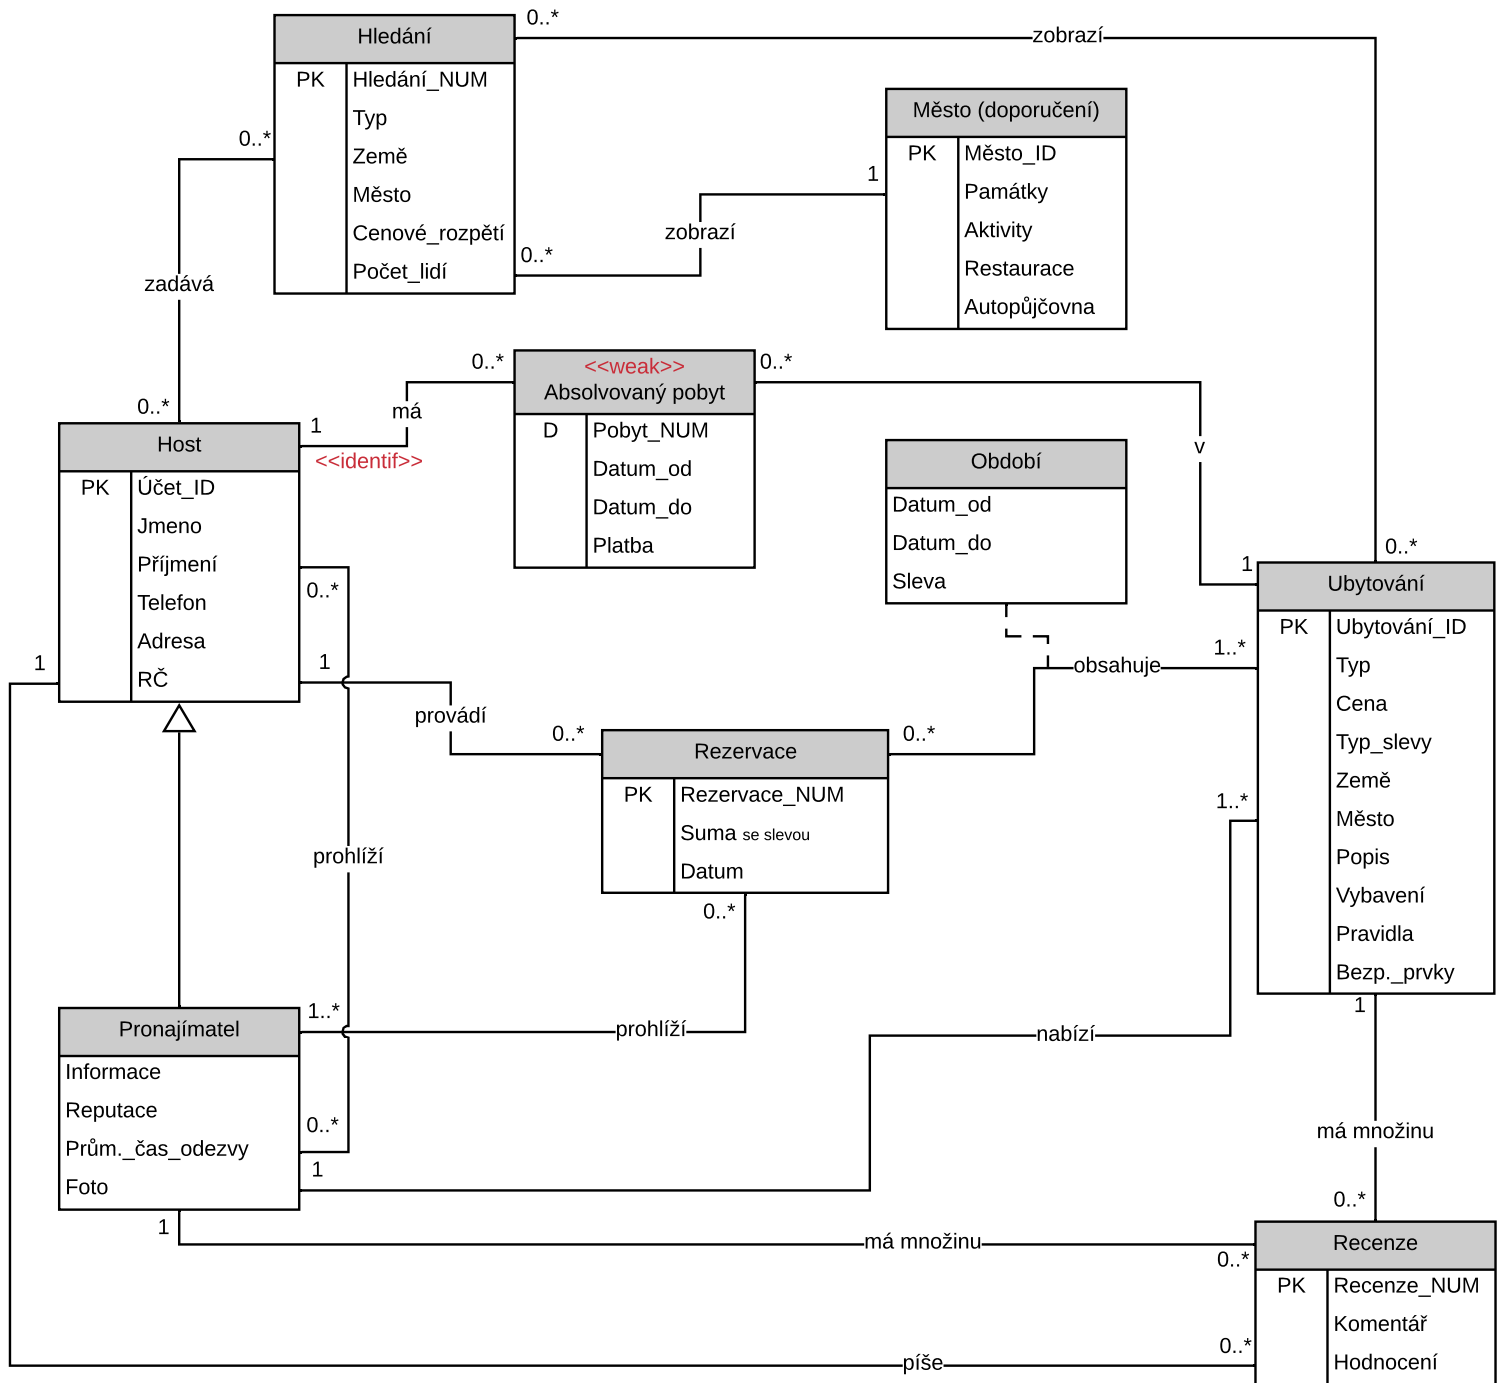 0..*
Hledání
zobrazí
PK Hledání_NUM
Typ
Země
Město
Cenové_rozpětí
Počet_lidí
0..*
0..*
Město (doporučení)
PK Město_ID
Památky
Aktivity
Restaurace
Autopůjčovna
1
zobrazí
zadává
0..*
0..*
<<weak>>
Absolvovaný pobyt
D Pobyt_NUM
Datum_od
Datum_do
Platba
0..*
má
1
<<identif>>
v
Host
PK Účet_ID
Jmeno
Příjmení
Telefon
Adresa
RČ
Období
Datum_od
Datum_do
Sleva
0..*
1
Ubytování
PK Ubytování_ID
Typ
Cena
Typ_slevy
Země
Město
Popis
Vybavení
Pravidla
Bezp._prvky
0..*
1
1
provádí
0..*
1..*
obsahuje
0..*
Rezervace
PK Rezervace_NUM
Suma se slevou
Datum
0..*
1..*
prohlíží
1..*
prohlíží
nabízí
1
Pronajímatel
Informace
Reputace
Prům._čas_odezvy
Foto
0..*
1
1
má množinu
0..*
má množinu
0..*
Recenze
PK Recenze_NUM
Komentář
Hodnocení
0..*
píše